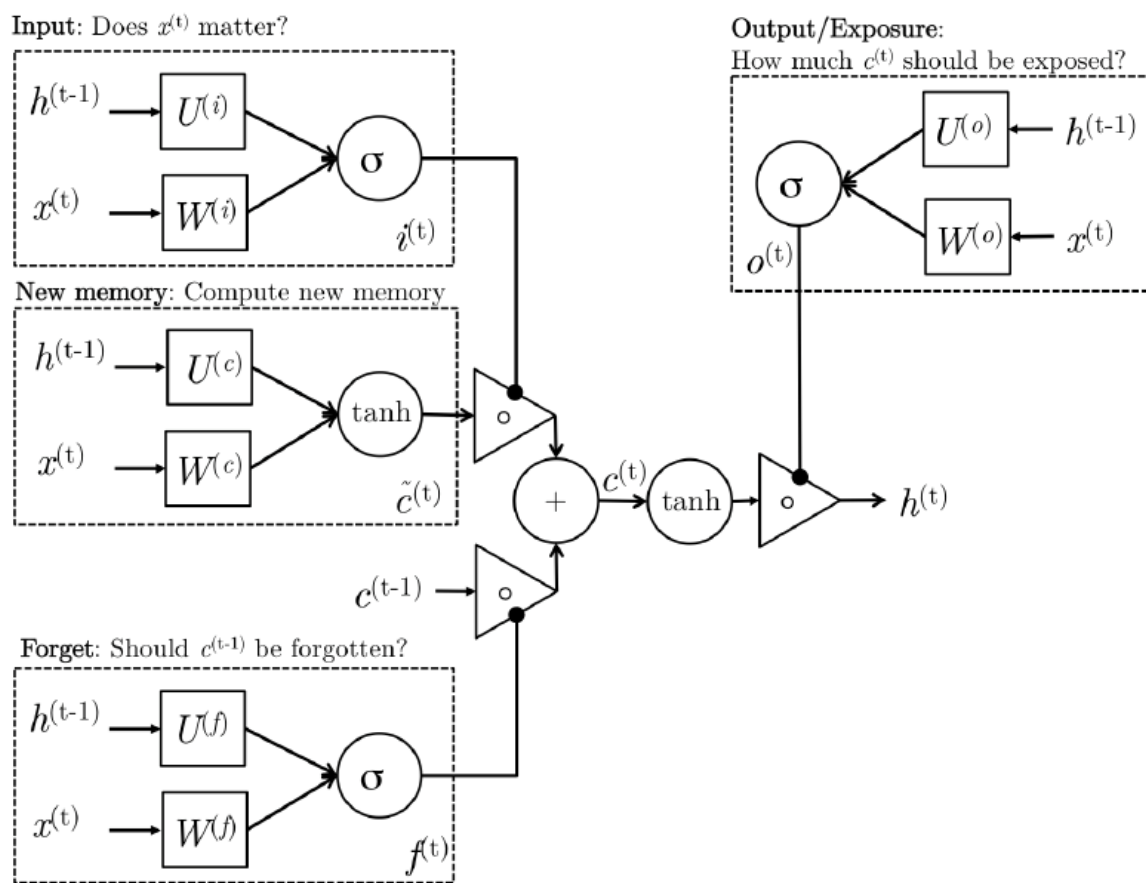 Input: Does x^(t) matter?
h^(t-1)
U^(i)
σ
x^(t)
W^(i)
i^(t)
New memory: Compute new memory
h^(t-1)
U^(c)
tanh
x^(t)
W^(c)
c̃^(t)
Forget: Should c^(t-1) be forgotten?
h^(t-1)
U^(f)
σ
x^(t)
W^(f)
f^(t)
c^(t-1)
∘
∘
+
c^(t)
tanh
∘
h^(t)
Output/Exposure:
How much c^(t) should be exposed?
U^(o)
h^(t-1)
σ
W^(o)
x^(t)
o^(t)